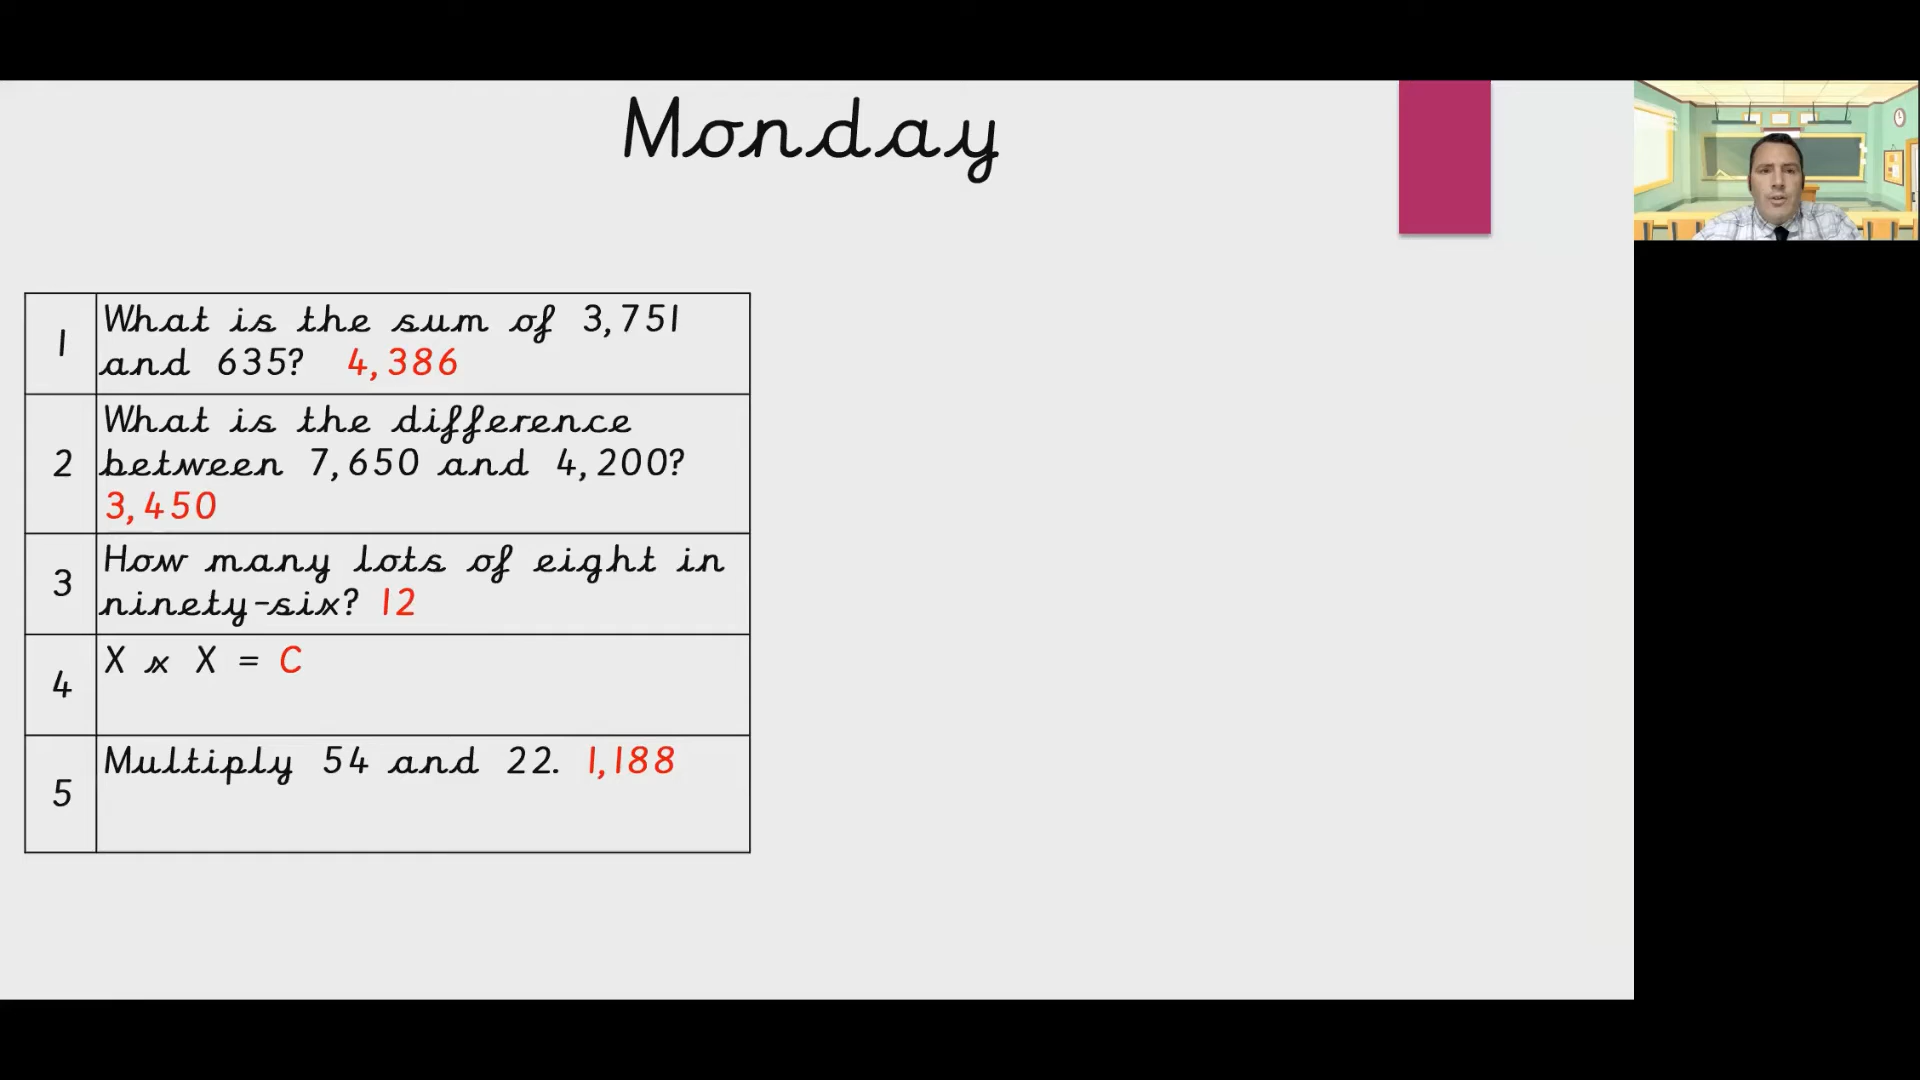 Monday
1
What is the sum of 3,751
and 635? 4,386
2
What is the difference
between 7,650 and 4,200?
3,450
3
How many lots of eight in
ninety-six? 12
4
X x X = C
5
Multiply 54 and 22. 1,188